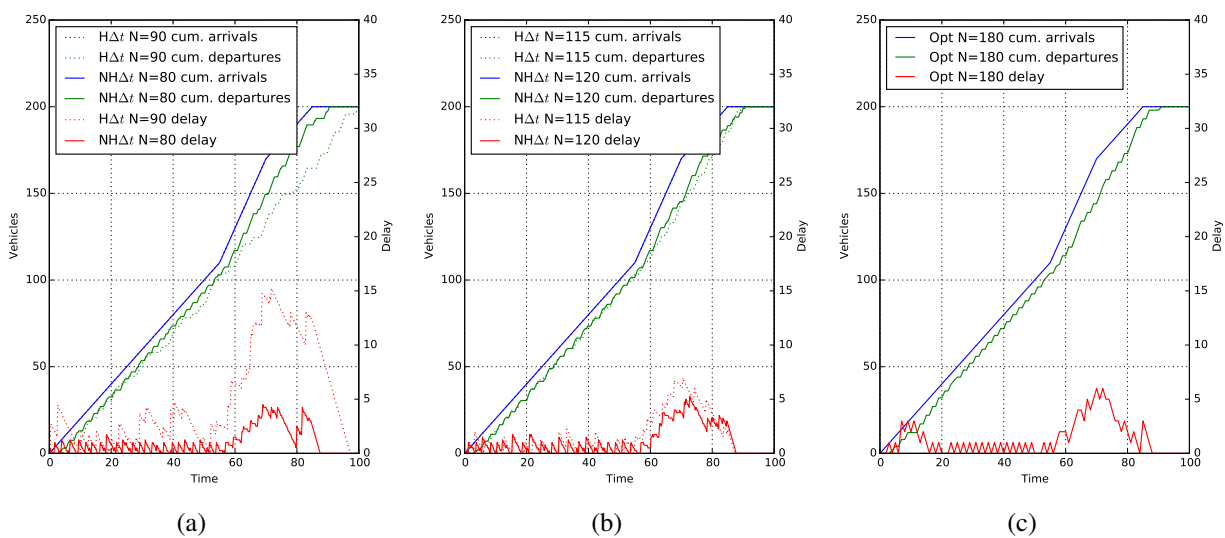 250
200
150
100
50
0
Vehicles
HΔt N=90 cum. arrivals
HΔt N=90 cum. departures
NHΔt N=80 cum. arrivals
NHΔt N=80 cum. departures
HΔt N=90 delay
NHΔt N=80 delay
40
35
30
25
20
15
10
5
0
Delay
0 20 40 60 80 100
Time
(a)
250
200
150
100
50
0
Vehicles
HΔt N=115 cum. arrivals
HΔt N=115 cum. departures
NHΔt N=120 cum. arrivals
NHΔt N=120 cum. departures
HΔt N=115 delay
NHΔt N=120 delay
40
35
30
25
20
15
10
5
0
Delay
0 20 40 60 80 100
Time
(b)
250
200
150
100
50
0
Vehicles
Opt N=180 cum. arrivals
Opt N=180 cum. departures
Opt N=180 delay
40
35
30
25
20
15
10
5
0
Delay
0 20 40 60 80 100
Time
(c)